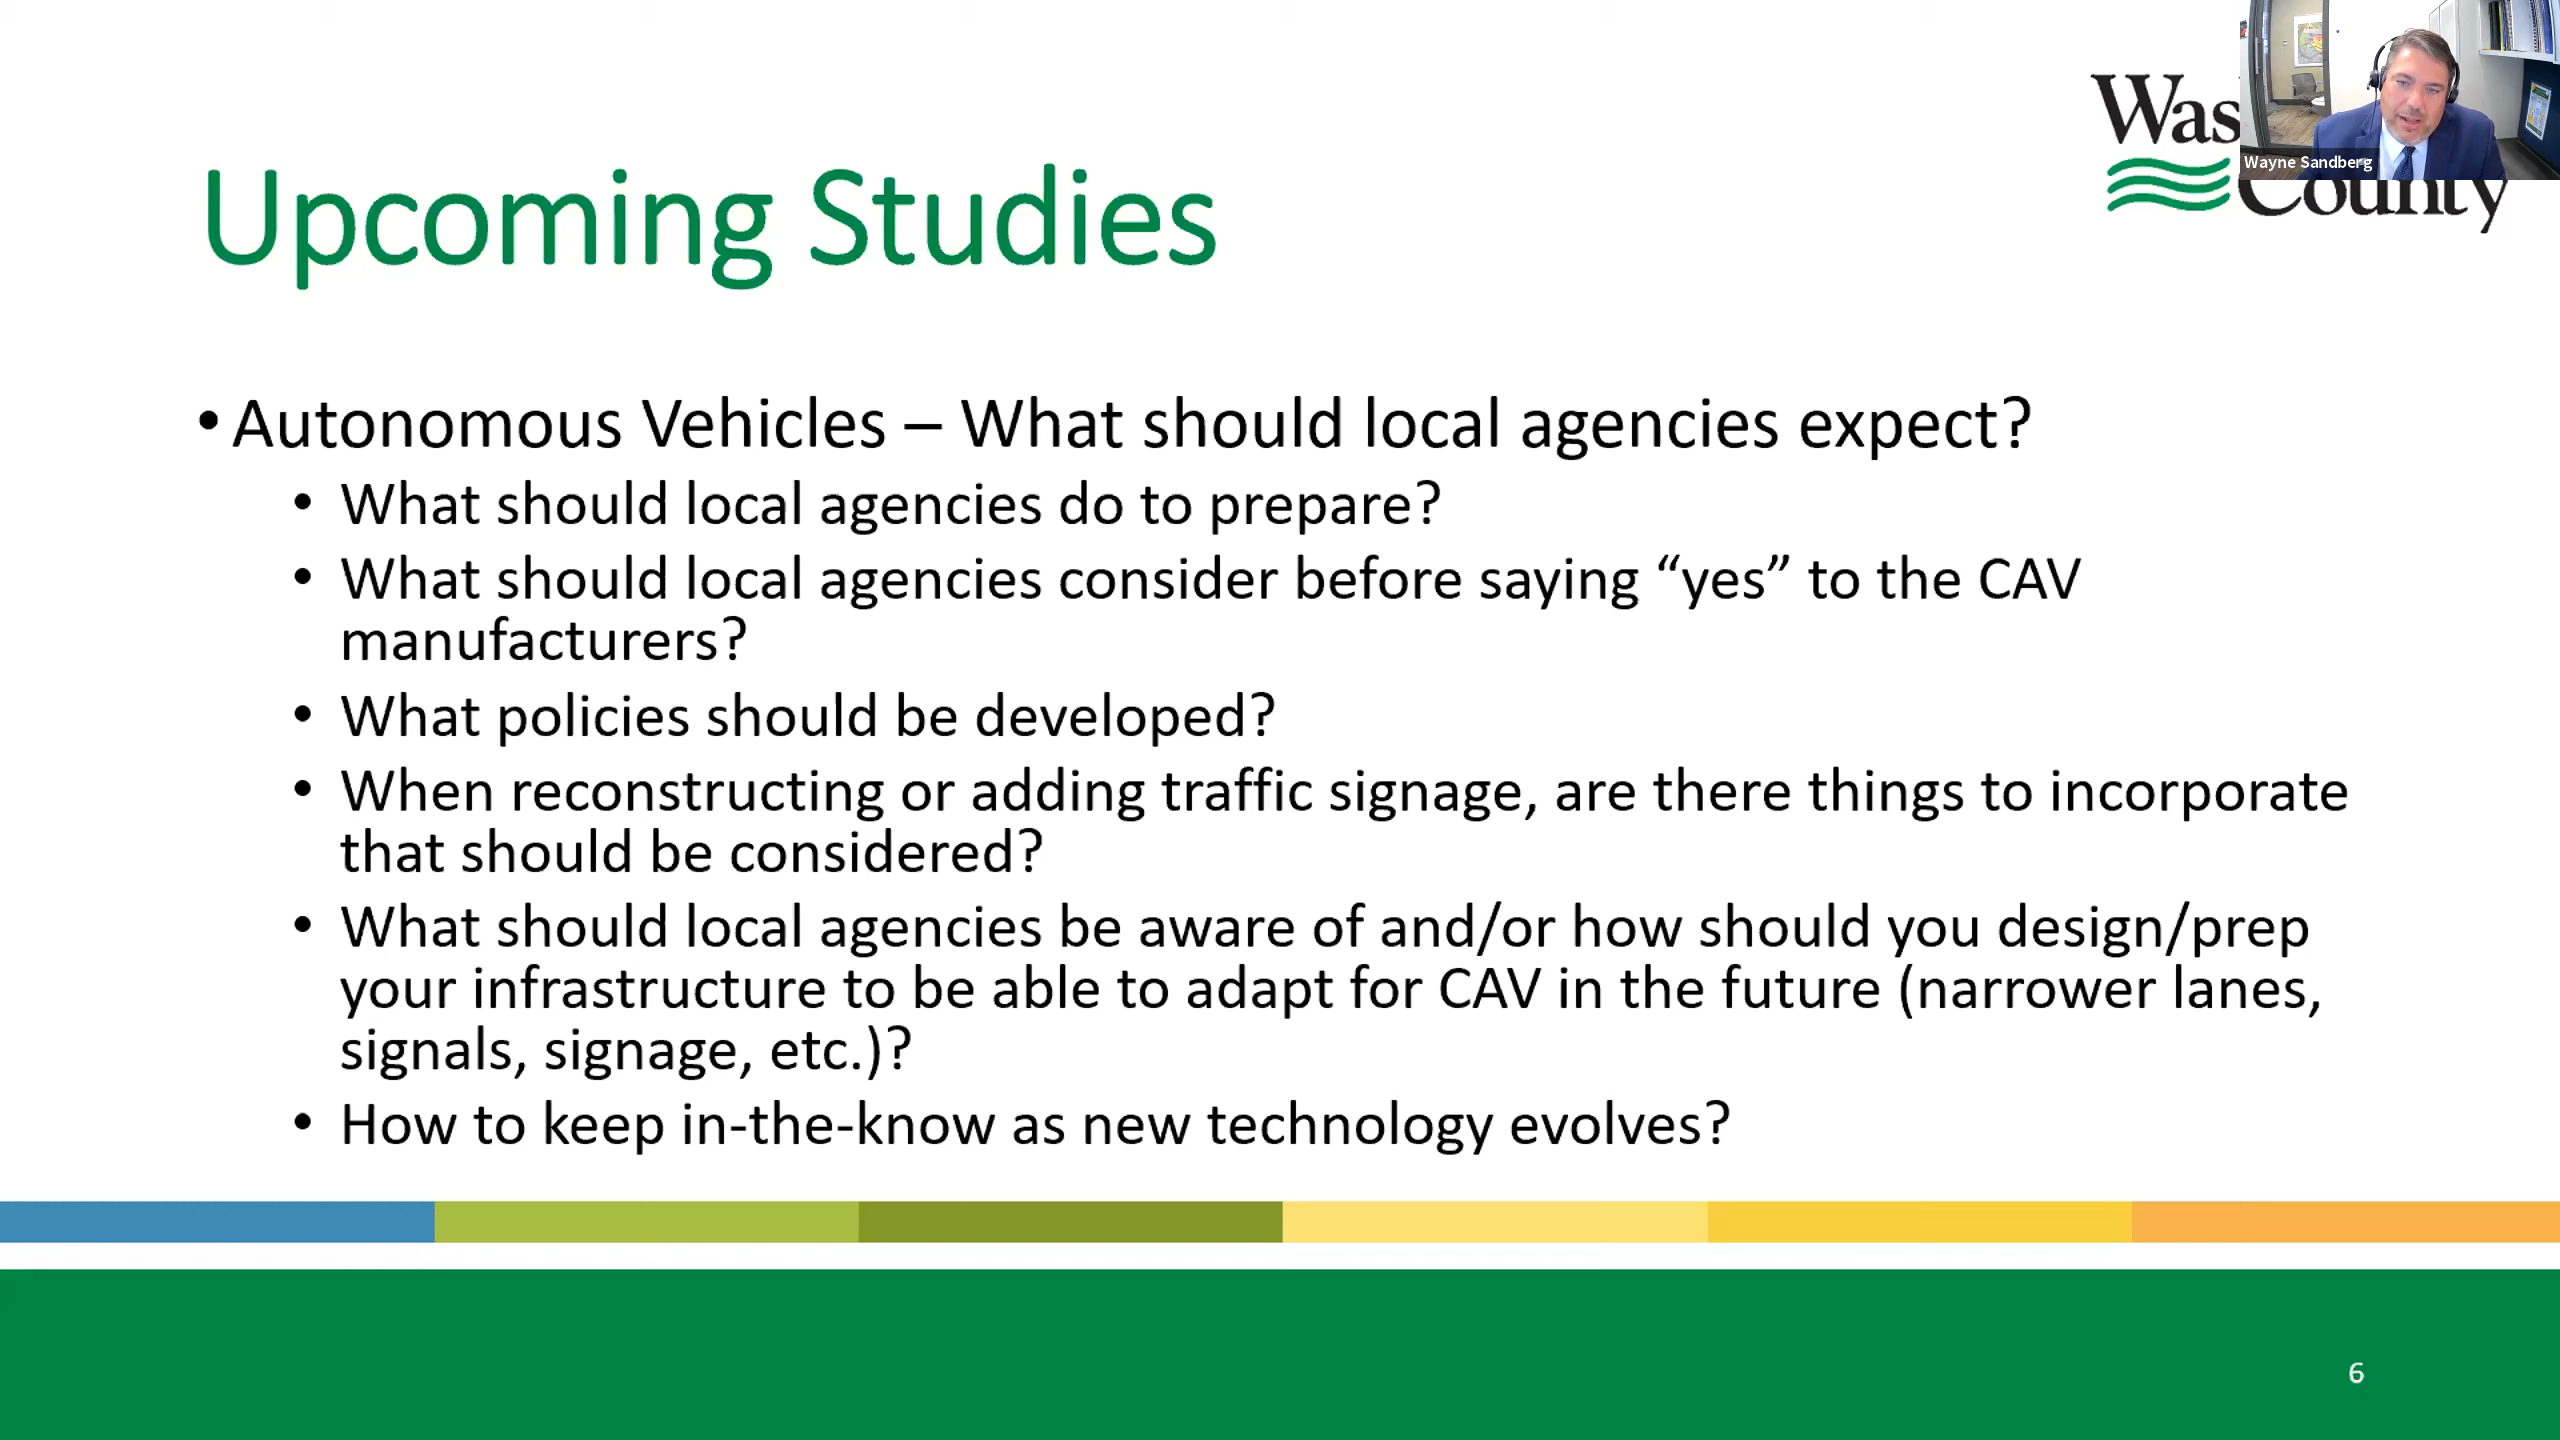 Wayne Sandberg
County
Upcoming Studies
• Autonomous Vehicles – What should local agencies expect?
• What should local agencies do to prepare?
• What should local agencies consider before saying “yes” to the CAV
manufacturers?
• What policies should be developed?
• When reconstructing or adding traffic signage, are there things to incorporate
that should be considered?
• What should local agencies be aware of and/or how should you design/prep
your infrastructure to be able to adapt for CAV in the future (narrower lanes,
signals, signage, etc.)?
• How to keep in-the-know as new technology evolves?
6